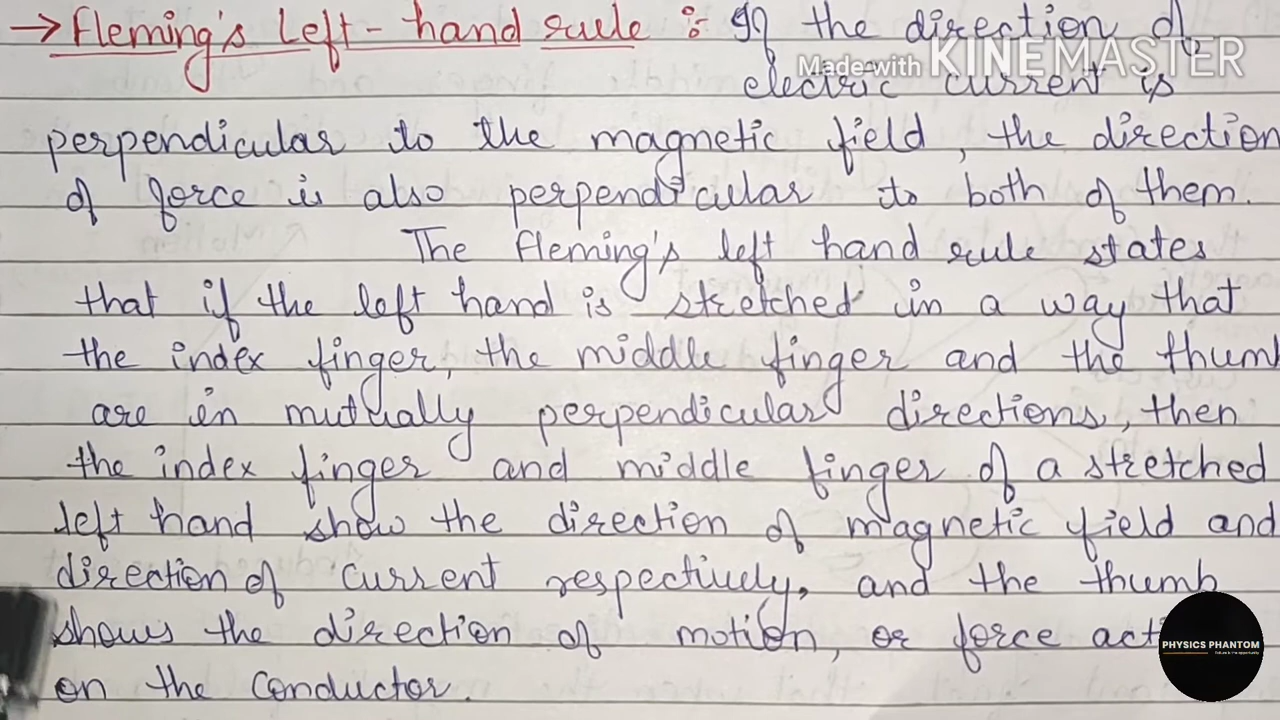 → Fleming's Left-hand rule :- If the direction of
Made with KINEMASTER
electric current is
perpendicular to the magnetic field, the direction
of force is also perpendicular to both of them.
The Fleming's left hand rule states
that if the left hand is stretched in a way that
the index finger, the middle finger and the thumb
are in mutually perpendicular directions, then
the index finger and middle finger of a stretched
left hand show the direction of magnetic field and
direction of current respectively, and the thumb
shows the direction of motion, or force acti
PHYSICS PHANTOM
on the conductor.